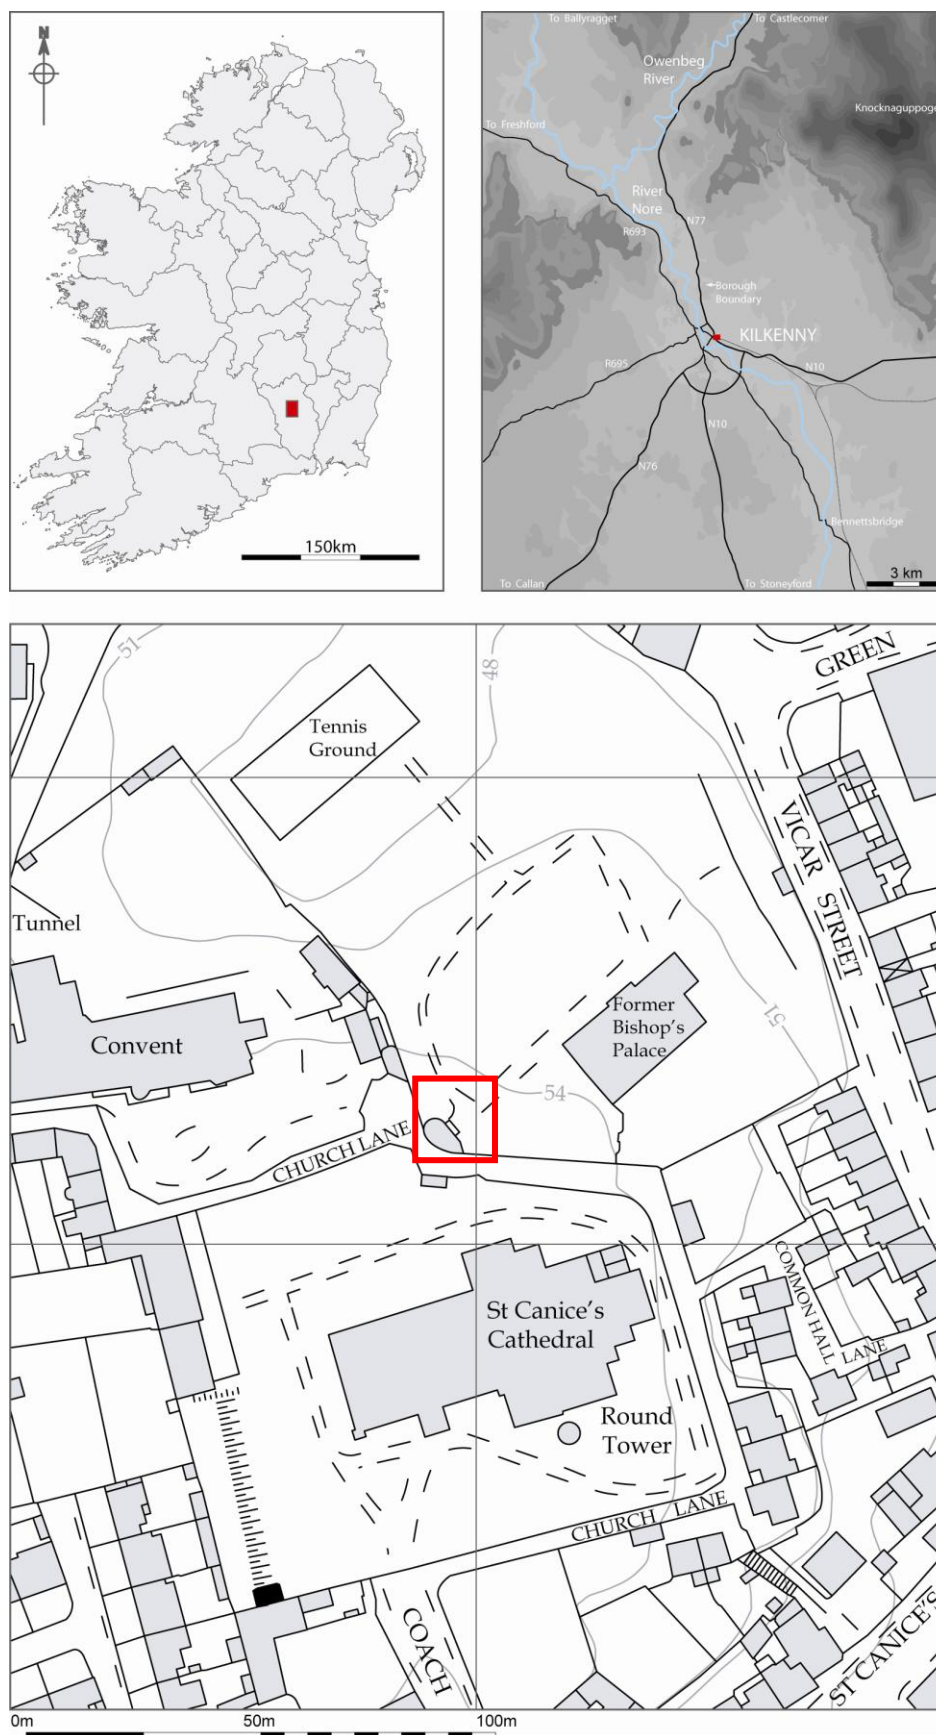 N
150km
To Ballyragget
To Castlecomer
Owenbeg
River
Knocknaguppoge
To Freshford
River
Nore
N77
R693
Borough
Boundary
KILKENNY
R695
N10
N10
N76
Bennettsbridge
3 km
To Callan
To Stoneyford
51
48
GREEN
Tennis
Ground
VICAR STREET
Tunnel
Former
Bishop's
Palace
51
Convent
54
CHURCH LANE
COMMON HALL
LANE
St Canice's
Cathedral
Round
Tower
CHURCH LANE
COACH
ST CANICE'S
0m
50m
100m